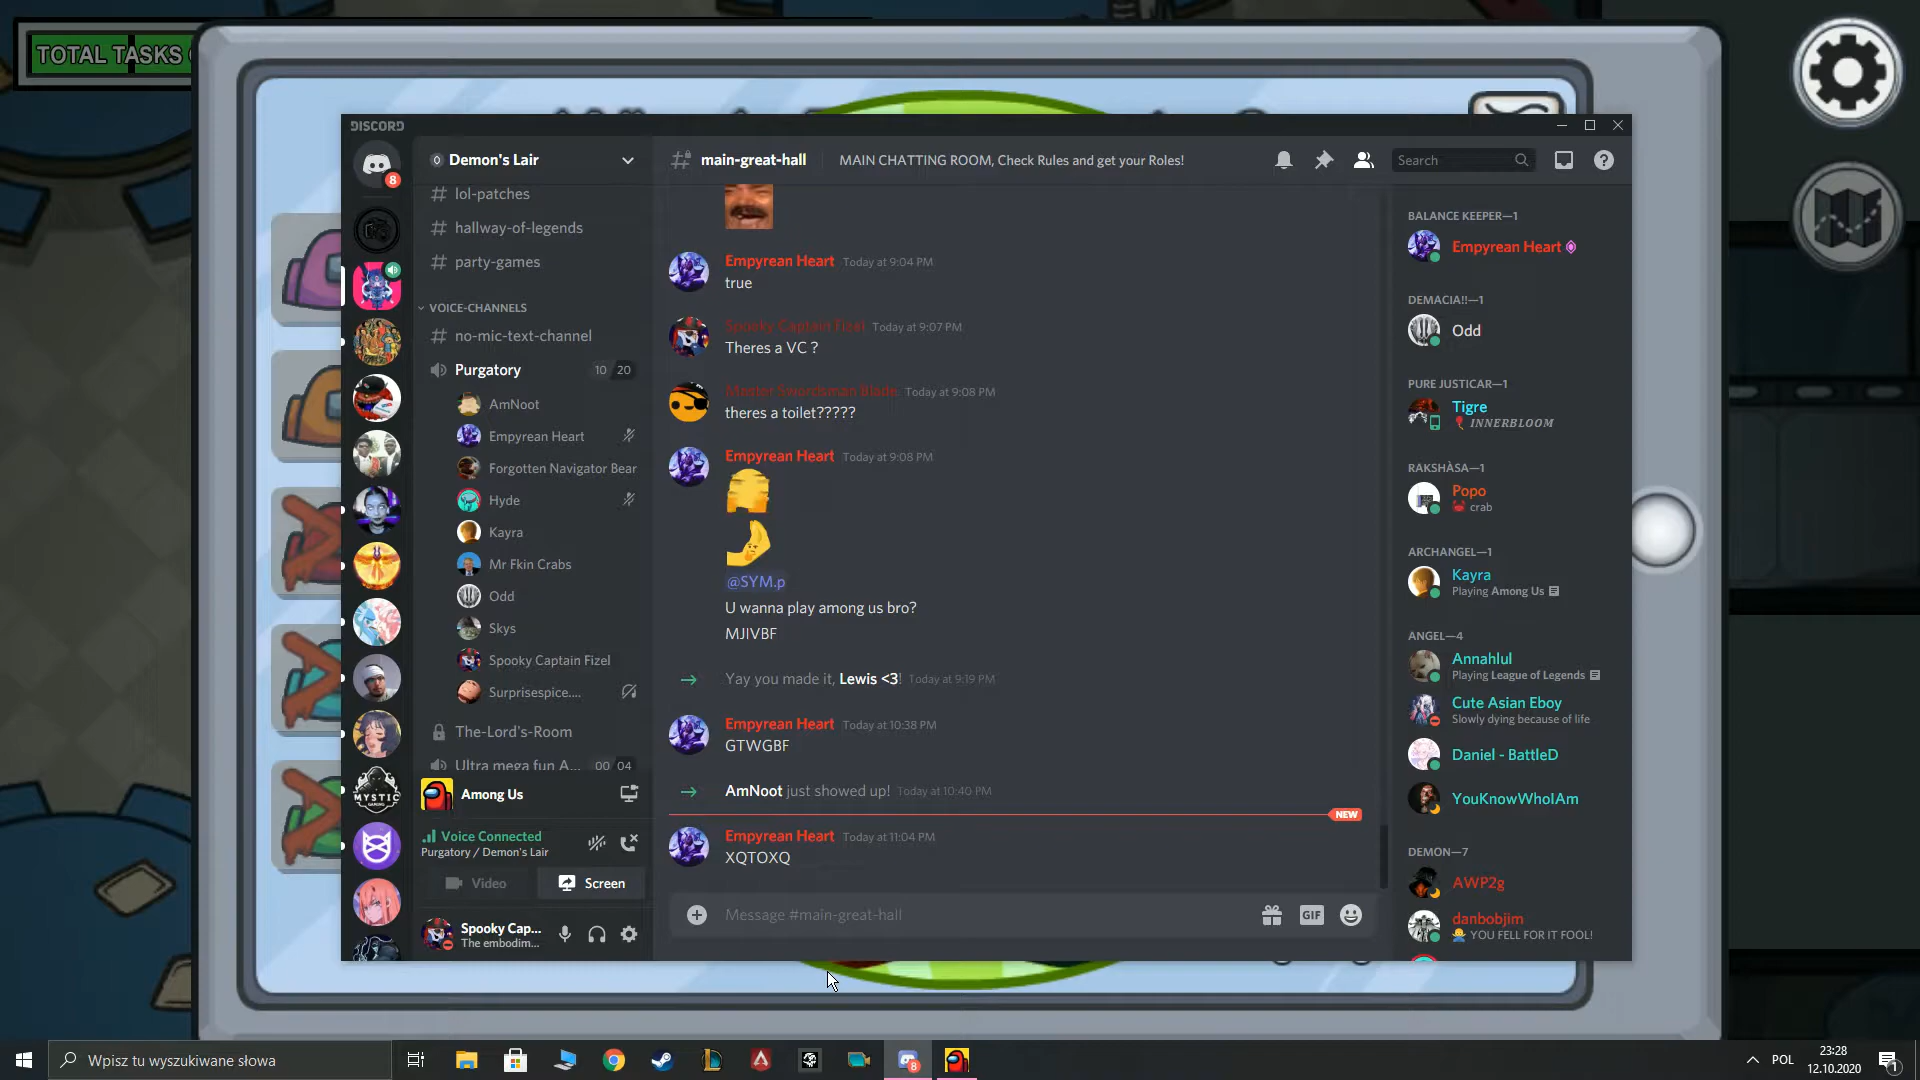 TOTAL TASKS
DISCORD
8
Demon's Lair
main-great-hall
MAIN CHATTING ROOM, Check Rules and get your Roles!
Search
lol-patches
hallway-of-legends
party-games
VOICE-CHANNELS
no-mic-text-channel
Purgatory
10 20
AmNoot
Empyrean Heart
Forgotten Navigator Bear
Hyde
Kayra
Mr Fkin Crabs
Odd
Skys
Spooky Captain Fizel
Surprisespice....
The-Lord's-Room
Ultra mega fun A...
00 04
Among Us
Voice Connected
Purgatory / Demon's Lair
Video
Screen
Spooky Cap...
The embodim...
MYSTIC
GAMING
Empyrean Heart Today at 9:04 PM
true
Spooky Captain Fizel Today at 9:07 PM
Theres a VC ?
Master Swordsman Blade Today at 9:08 PM
theres a toilet?????
Empyrean Heart Today at 9:08 PM
@SYM.p
U wanna play among us bro?
MJIVBF
Yay you made it, Lewis <3! Today at 9:19 PM
Empyrean Heart Today at 10:38 PM
GTWGBF
AmNoot just showed up! Today at 10:40 PM
NEW
Empyrean Heart Today at 11:04 PM
XQTOXQ
Message #main-great-hall
GIF
BALANCE KEEPER—1
Empyrean Heart
DEMACIA!!—1
Odd
PURE JUSTICAR—1
Tigre
INNERBLOOM
RAKSHÀSA—1
Popo
crab
ARCHANGEL—1
Kayra
Playing Among Us
ANGEL—4
Annahlul
Playing League of Legends
Cute Asian Eboy
Slowly dying because of life
Daniel - BattleD
YouKnowWhoIAm
DEMON—7
AWP2g
danbobjim
YOU FELL FOR IT FOOL!
Wpisz tu wyszukiwane słowa
8
POL
23:28
12.10.2020
1